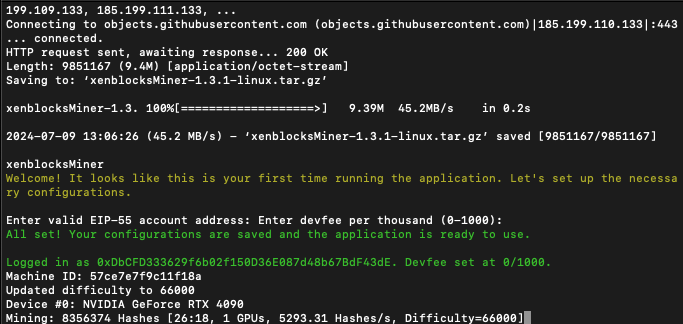 199.109.133, 185.199.111.133, ...
Connecting to objects.githubusercontent.com (objects.githubusercontent.com)|185.199.110.133|:443
... connected.
HTTP request sent, awaiting response... 200 OK
Length: 9851167 (9.4M) [application/octet-stream]
Saving to: ‘xenblocksMiner-1.3.1-linux.tar.gz’
xenblocksMiner-1.3. 100%[===================>]   9.39M  45.2MB/s    in 0.2s
2024-07-09 13:06:26 (45.2 MB/s) - ‘xenblocksMiner-1.3.1-linux.tar.gz’ saved [9851167/9851167]
xenblocksMiner
Welcome! It looks like this is your first time running the application. Let's set up the necessa
ry configurations.
Enter valid EIP-55 account address: Enter devfee per thousand (0-1000):
All set! Your configurations are saved and the application is ready to use.
Logged in as 0xDbCFD333629f6b02f150D36E087d48b67BdF43dE. Devfee set at 0/1000.
Machine ID: 57ce7e7f9c11f18a
Updated difficulty to 66000
Device #0: NVIDIA GeForce RTX 4090
Mining: 8356374 Hashes [26:18, 1 GPUs, 5293.31 Hashes/s, Difficulty=66000]